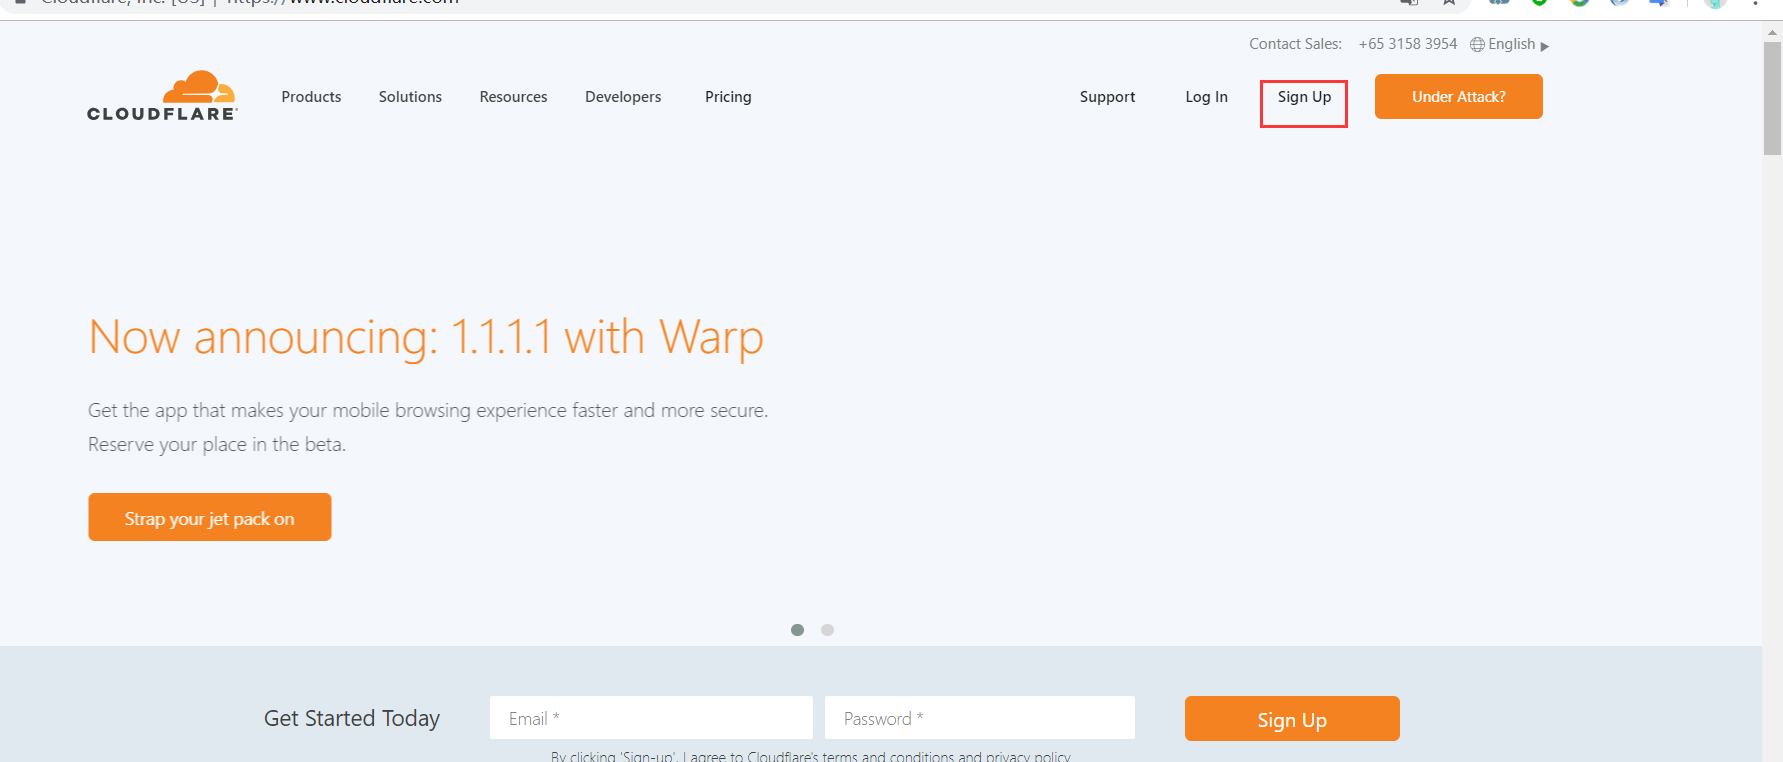 Cloudflare, Inc. [US] | https://www.cloudflare.com
Contact Sales: +65 3158 3954 English
CLOUDFLARE
Products Solutions Resources Developers Pricing Support Log In Sign Up Under Attack?
Now announcing: 1.1.1.1 with Warp
Get the app that makes your mobile browsing experience faster and more secure.
Reserve your place in the beta.
Strap your jet pack on
Get Started Today Email * Password * Sign Up
By clicking 'Sign-up', I agree to Cloudflare's terms and conditions and privacy policy